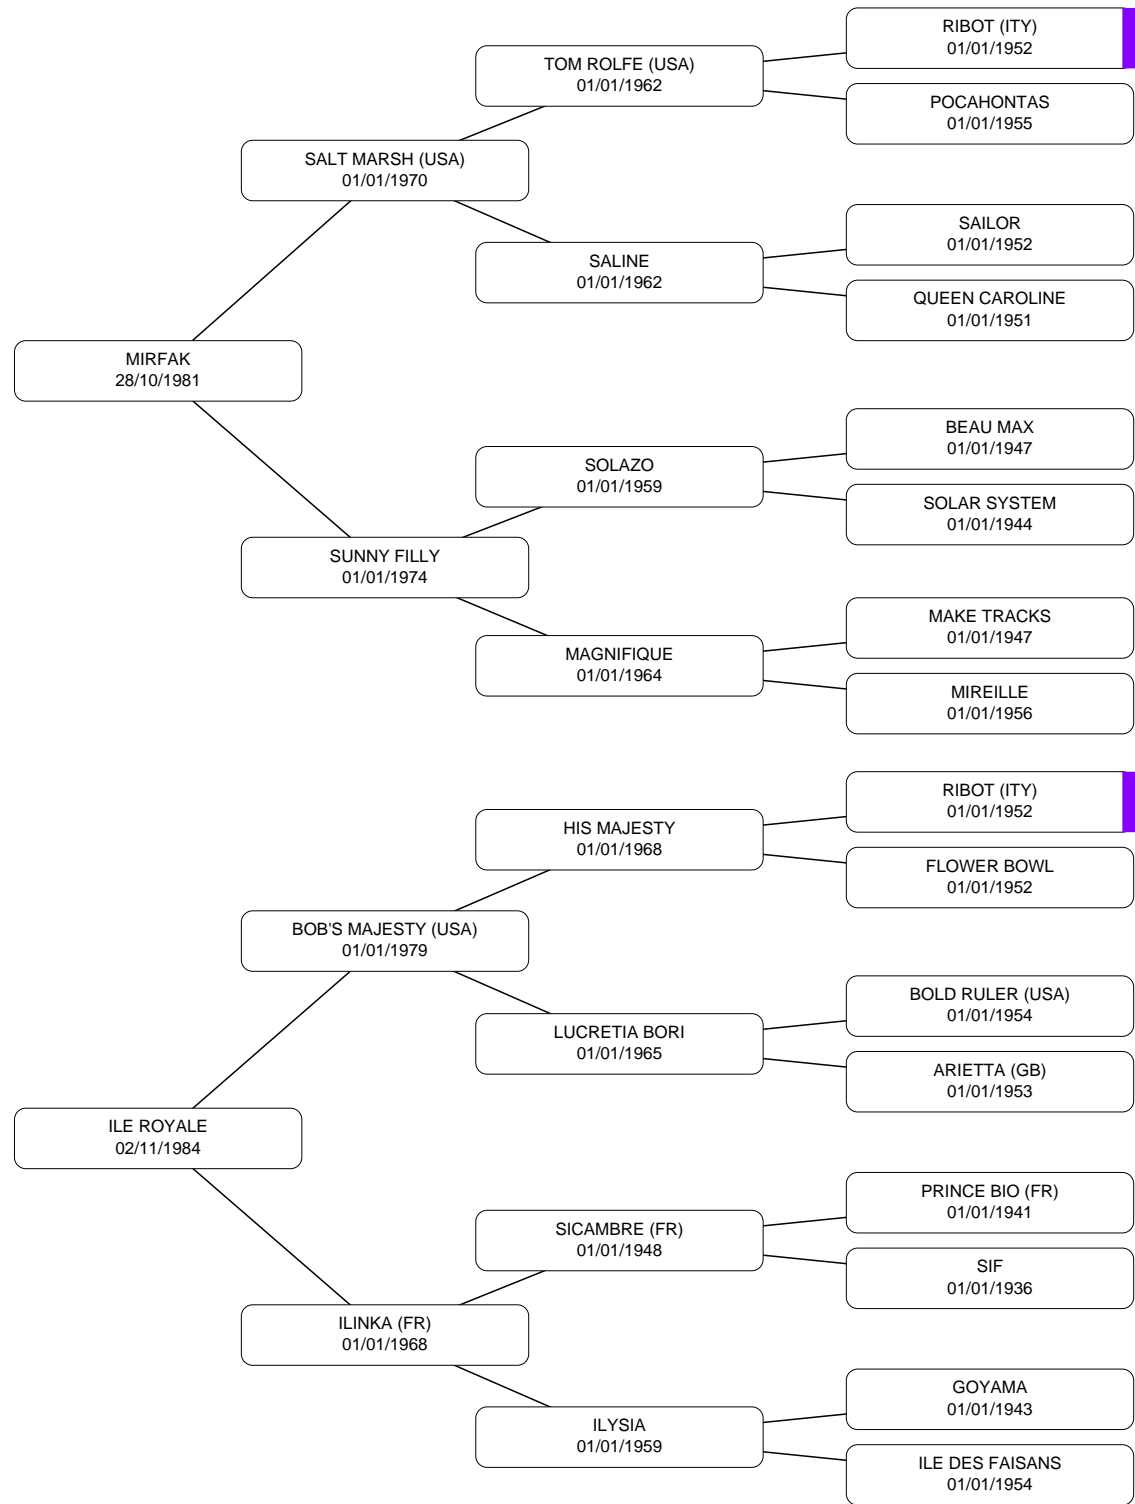 RIBOT (ITY)
01/01/1952
TOM ROLFE (USA)
01/01/1962
POCAHONTAS
01/01/1955
SALT MARSH (USA)
01/01/1970
SAILOR
01/01/1952
SALINE
01/01/1962
QUEEN CAROLINE
01/01/1951
MIRFAK
28/10/1981
BEAU MAX
01/01/1947
SOLAZO
01/01/1959
SOLAR SYSTEM
01/01/1944
SUNNY FILLY
01/01/1974
MAKE TRACKS
01/01/1947
MAGNIFIQUE
01/01/1964
MIREILLE
01/01/1956
RIBOT (ITY)
01/01/1952
HIS MAJESTY
01/01/1968
FLOWER BOWL
01/01/1952
BOB'S MAJESTY (USA)
01/01/1979
BOLD RULER (USA)
01/01/1954
LUCRETIA BORI
01/01/1965
ARIETTA (GB)
01/01/1953
ILE ROYALE
02/11/1984
PRINCE BIO (FR)
01/01/1941
SICAMBRE (FR)
01/01/1948
SIF
01/01/1936
ILINKA (FR)
01/01/1968
GOYAMA
01/01/1943
ILYSIA
01/01/1959
ILE DES FAISANS
01/01/1954